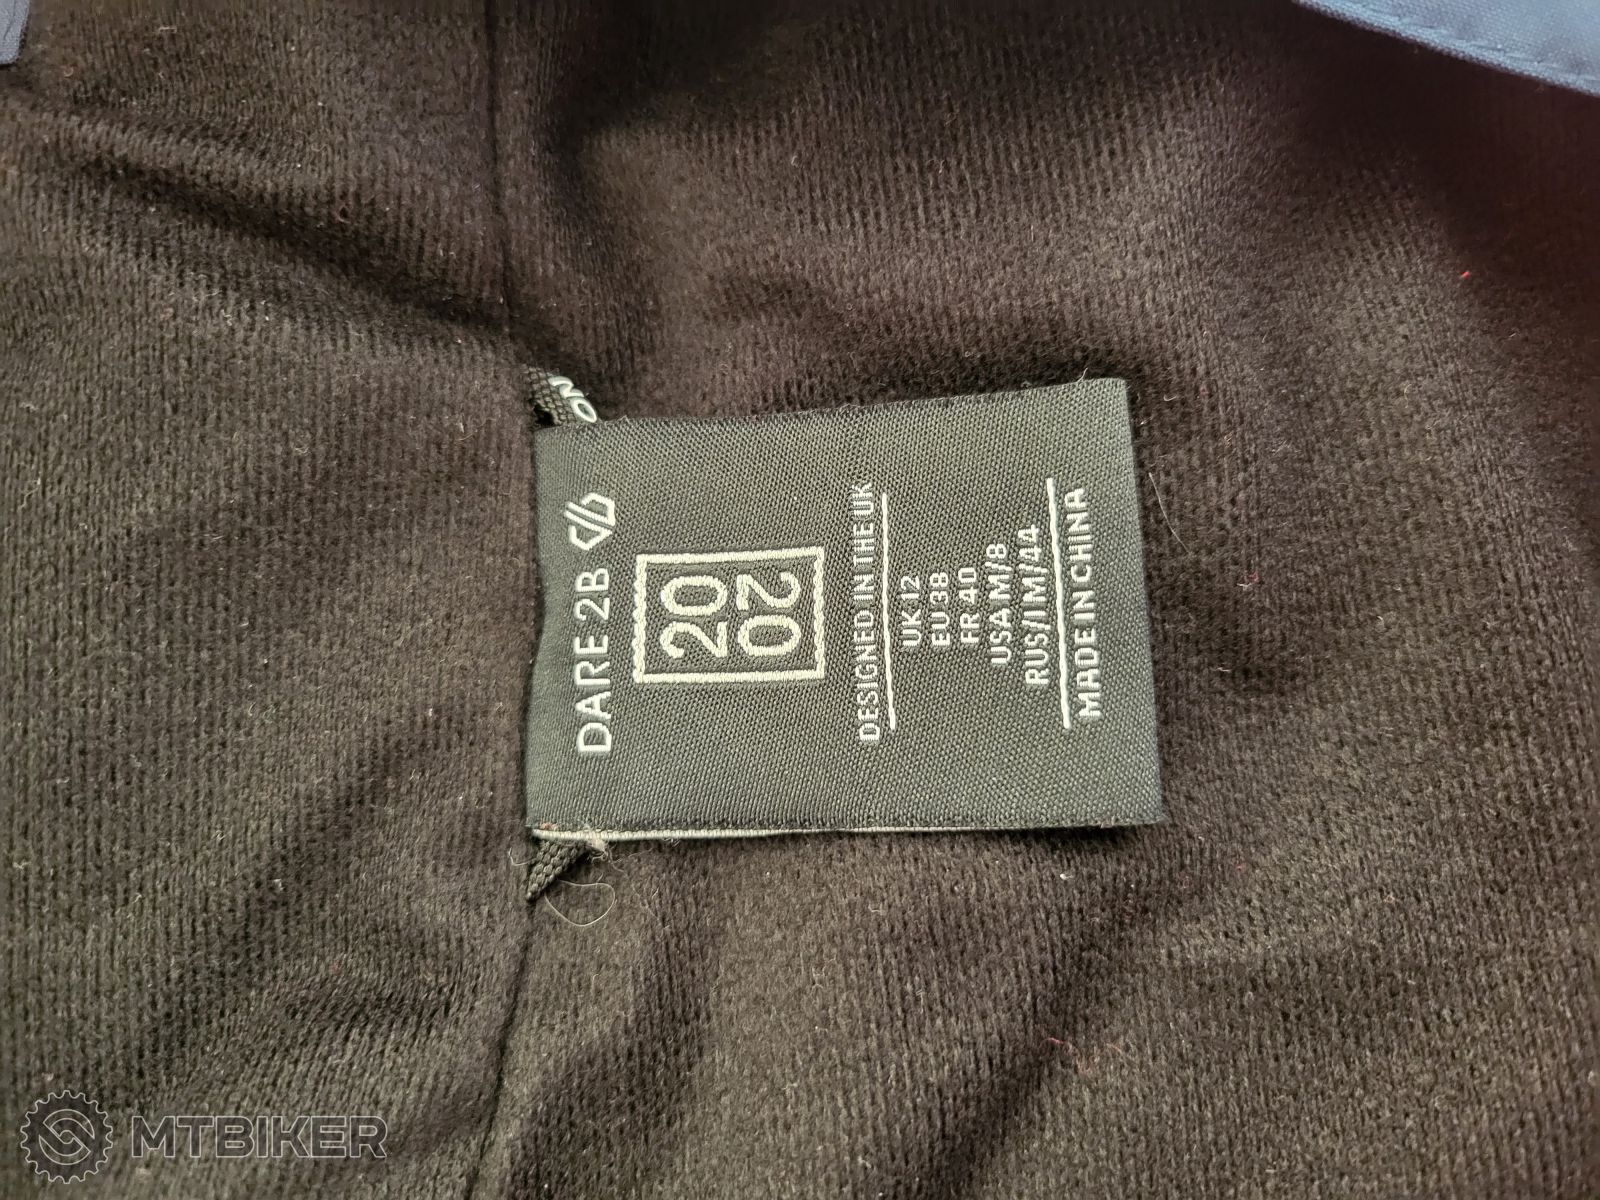 DARE 2B
20
02
DESIGNED IN THE UK
UK 12
EU 38
FR 40
USA M/8
RUS/I M/44
MADE IN CHINA
MTBIKER